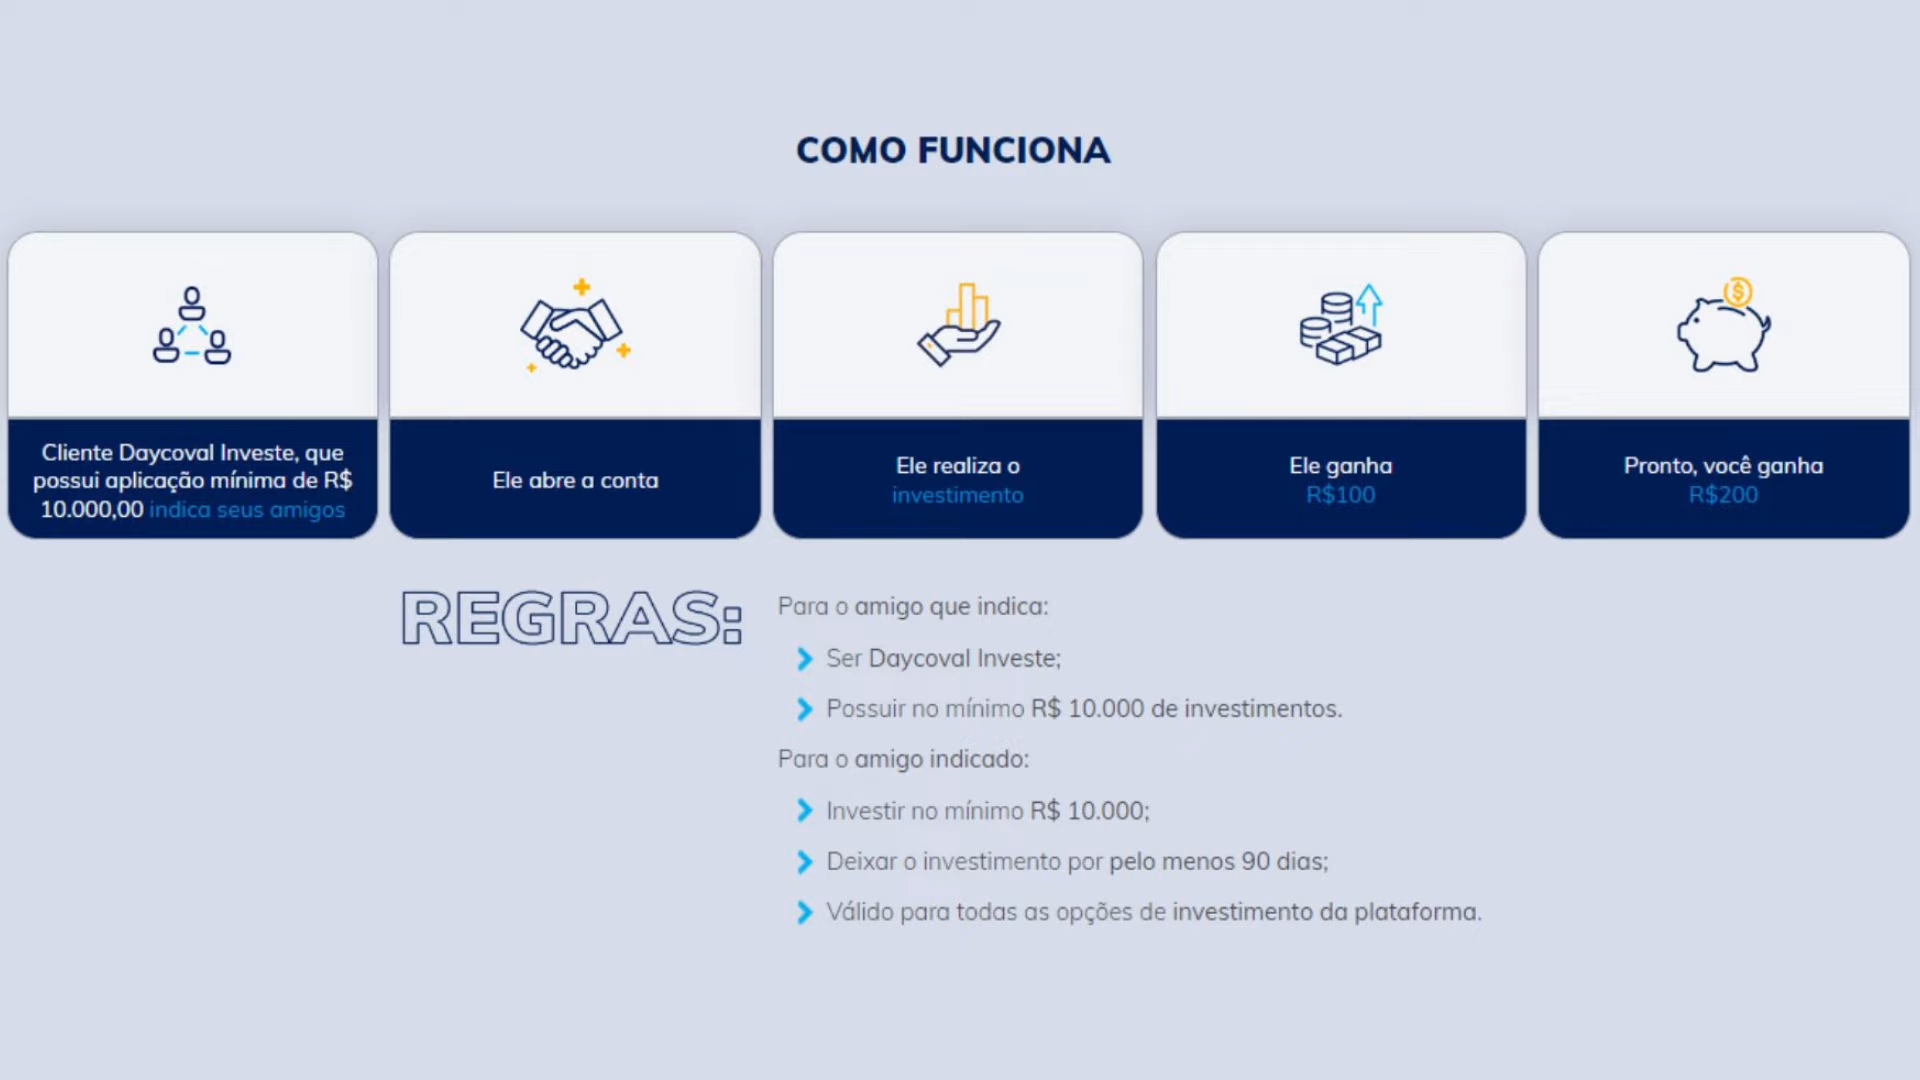 COMO FUNCIONA
Cliente Daycoval Investe, que
possui aplicação mínima de R$
10.000,00 indica seus amigos
Ele abre a conta
Ele realiza o
investimento
Ele ganha
R$100
Pronto, você ganha
R$200
REGRAS:
Para o amigo que indica:
Ser Daycoval Investe;
Possuir no mínimo R$ 10.000 de investimentos.
Para o amigo indicado:
Investir no mínimo R$ 10.000;
Deixar o investimento por pelo menos 90 dias;
Válido para todas as opções de investimento da plataforma.